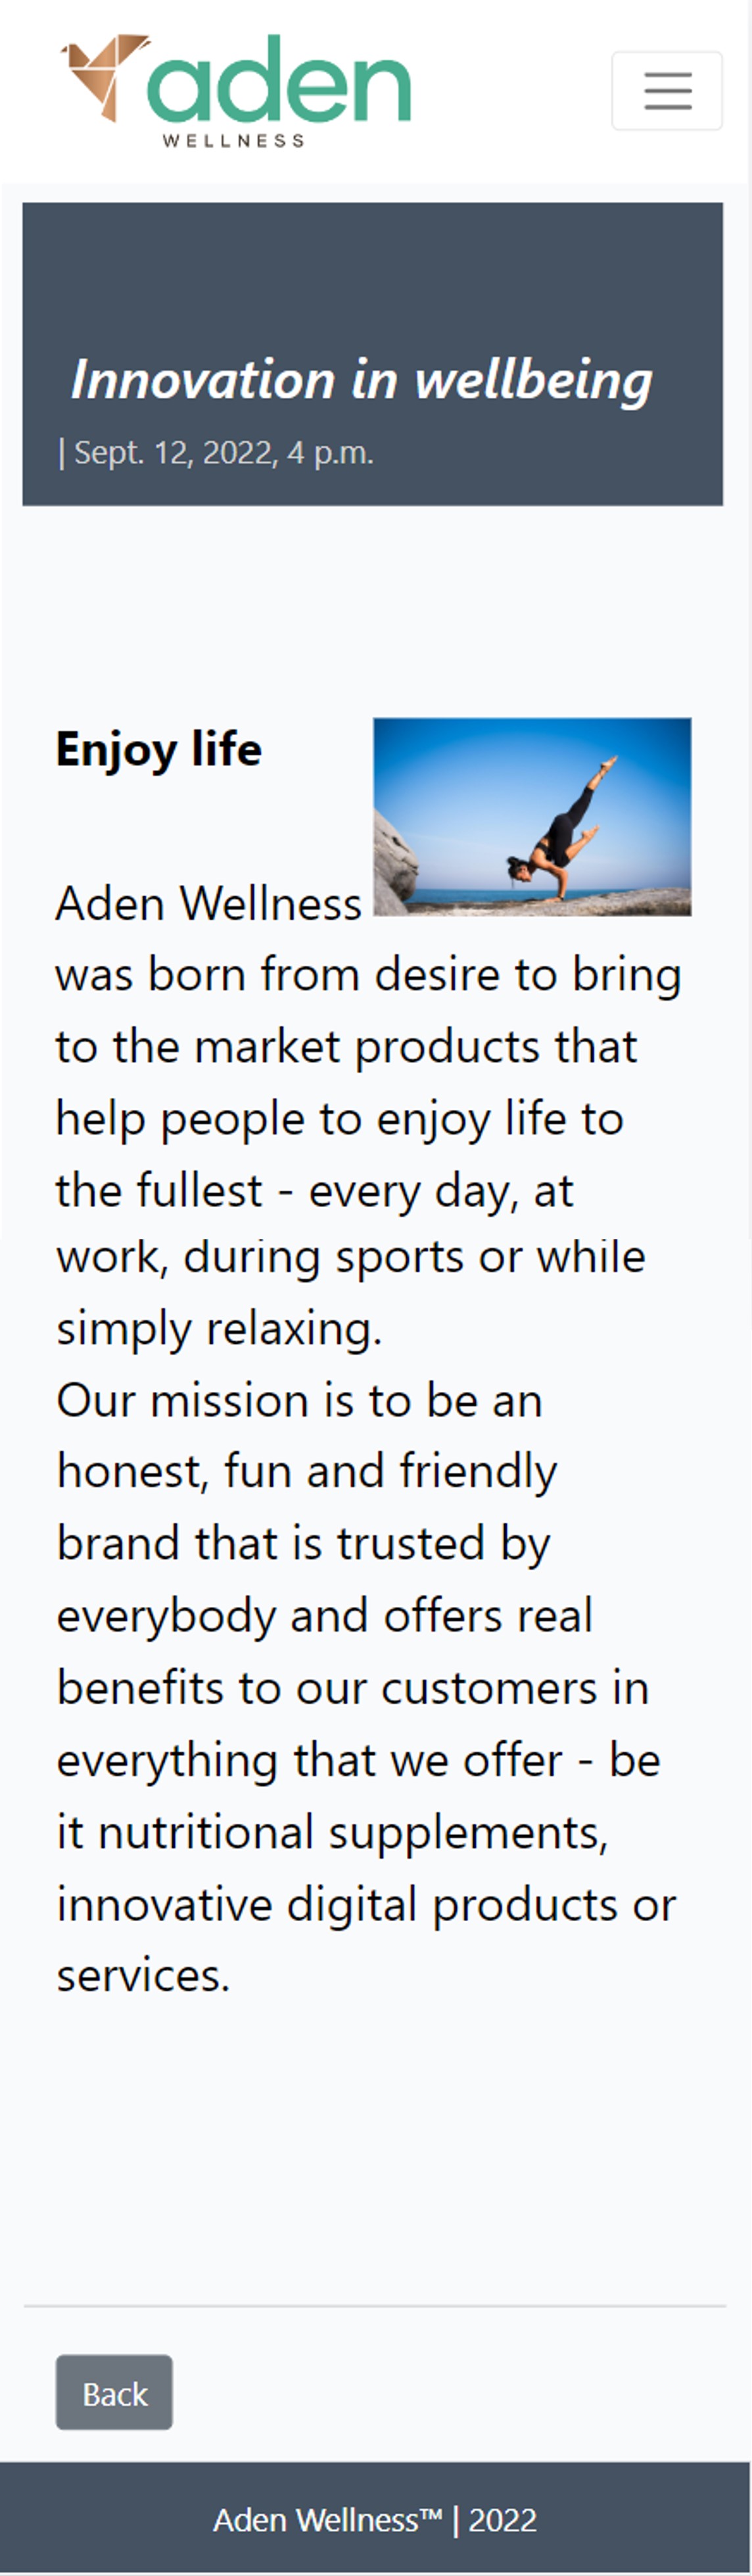 aden
WELLNESS
Innovation in wellbeing
| Sept. 12, 2022, 4 p.m.
Enjoy life
Aden Wellness
was born from desire to bring
to the market products that
help people to enjoy life to
the fullest - every day, at
work, during sports or while
simply relaxing.
Our mission is to be an
honest, fun and friendly
brand that is trusted by
everybody and offers real
benefits to our customers in
everything that we offer - be
it nutritional supplements,
innovative digital products or
services.
Back
Aden Wellness™ | 2022